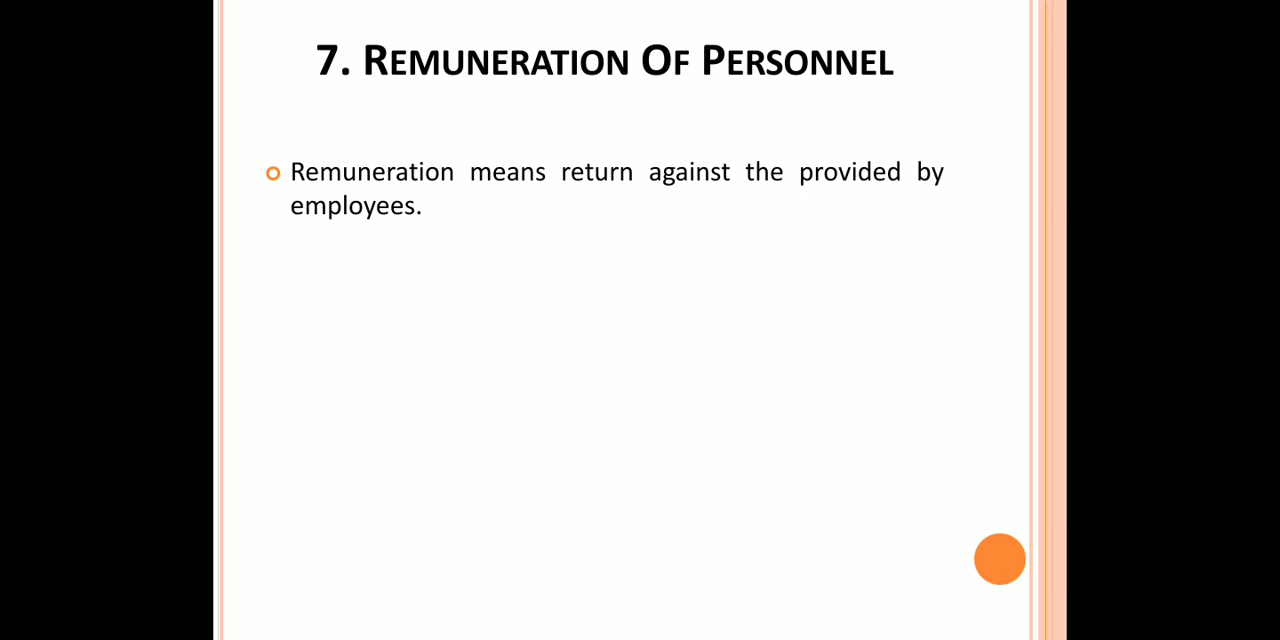 7. Remuneration Of Personnel
Remuneration means return against the provided by
employees.